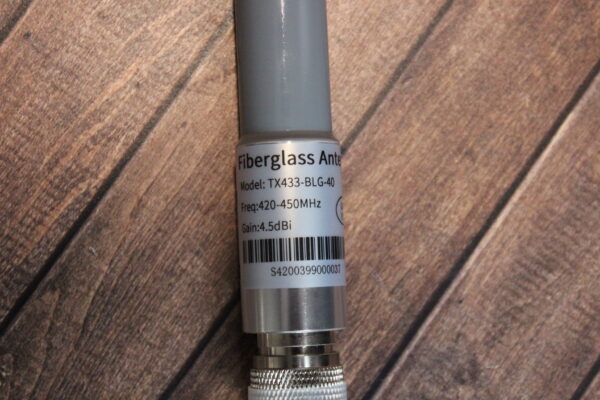 Fiberglass Ante
Model: TX433-BLG-40
Freq:420-450MHz
Gain:4.5dBi
S4200399000037